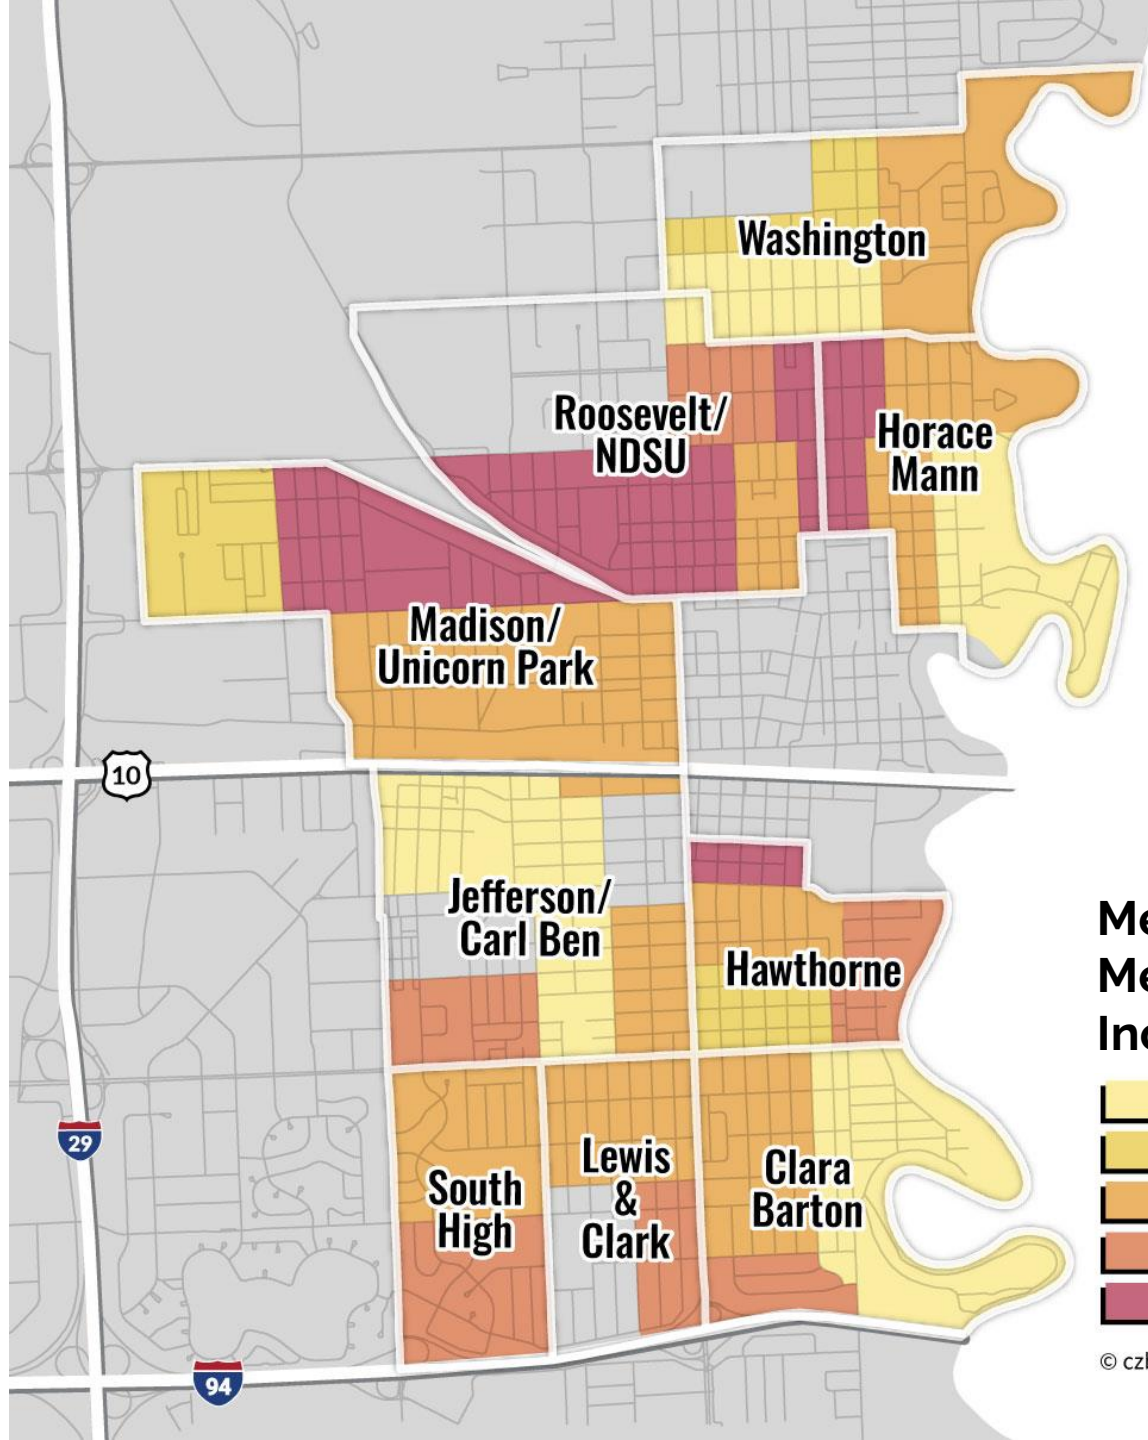 Washington
Roosevelt/
NDSU
Horace
Mann
Madison/
Unicorn Park
10
Jefferson/
Carl Ben
Hawthorne
29
South
High
Lewis
&
Clark
Clara
Barton
94
©